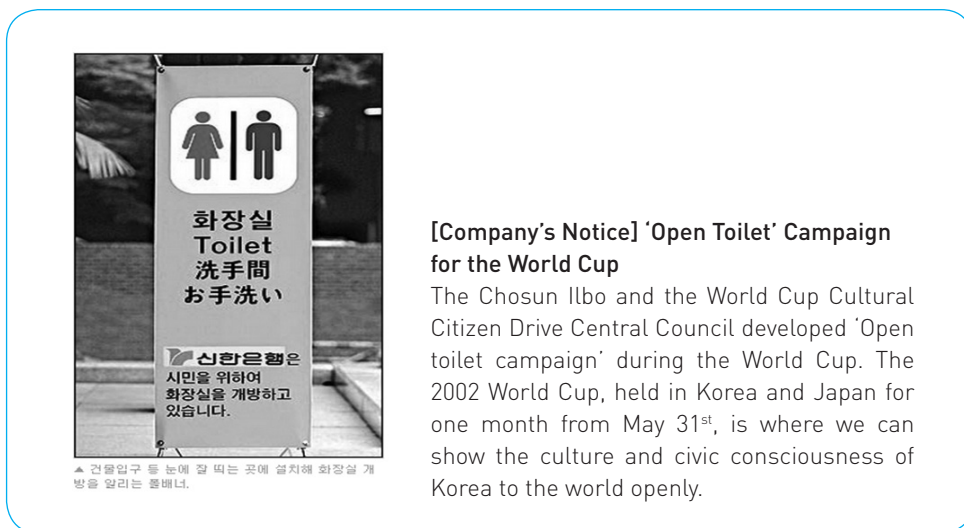 화장실
Toilet
洗手間
お手洗い
신한은행은
시민을 위하여
화장실을 개방하고
있습니다.
▲ 건물입구 등 눈에 잘 띄는 곳에 설치해 화장실 개
방을 알리는 폴배너.
[Company’s Notice] ‘Open Toilet’ Campaign
for the World Cup
The Chosun Ilbo and the World Cup Cultural
Citizen Drive Central Council developed ‘Open
toilet campaign’ during the World Cup. The
2002 World Cup, held in Korea and Japan for
one month from May 31st, is where we can
show the culture and civic consciousness of
Korea to the world openly.